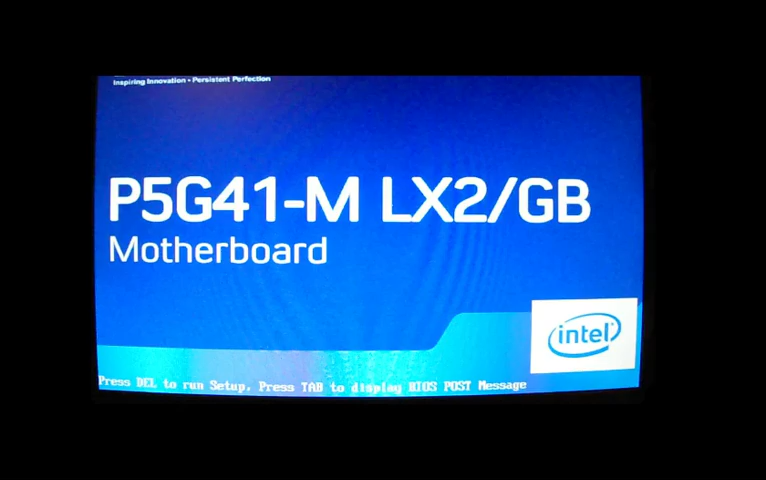 Inspiring Innovation • Persistent Perfection
P5G41-M LX2/GB
Motherboard
intel
Press DEL to run Setup, Press TAB to display BIOS POST Message